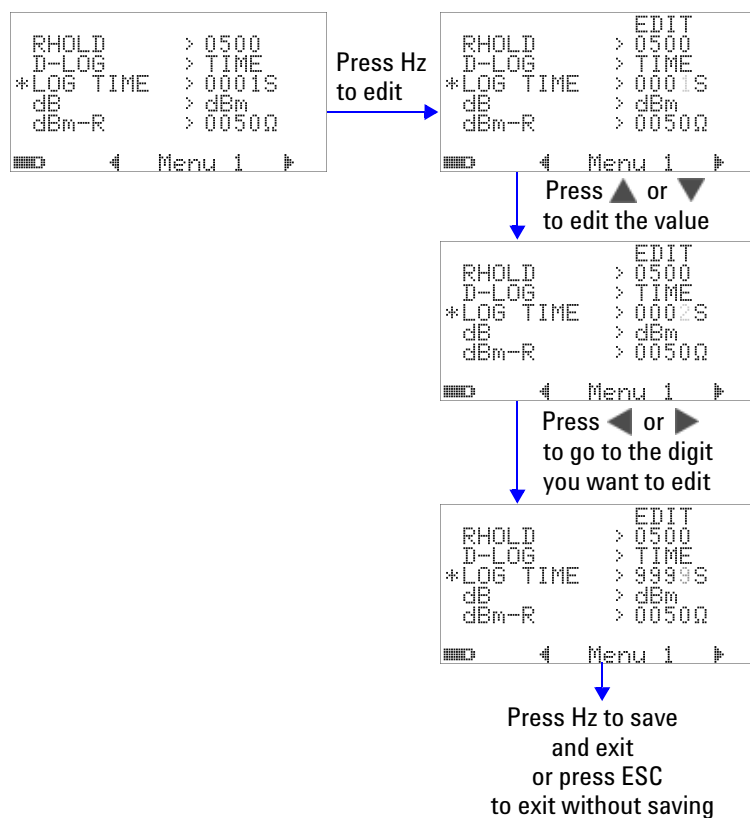 RHOLD > 0500
D-LOG > TIME
*LOG TIME > 0001S
dB > dBm
dBm-R > 0050Ω
Menu 1
Press Hz
to edit
EDIT
RHOLD > 0500
D-LOG > TIME
*LOG TIME > 0001S
dB > dBm
dBm-R > 0050Ω
Menu 1
Press ▲ or ▼
to edit the value
EDIT
RHOLD > 0500
D-LOG > TIME
*LOG TIME > 0002S
dB > dBm
dBm-R > 0050Ω
Menu 1
Press ◀ or ▶
to go to the digit
you want to edit
EDIT
RHOLD > 0500
D-LOG > TIME
*LOG TIME > 9999S
dB > dBm
dBm-R > 0050Ω
Menu 1
Press Hz to save
and exit
or press ESC
to exit without saving